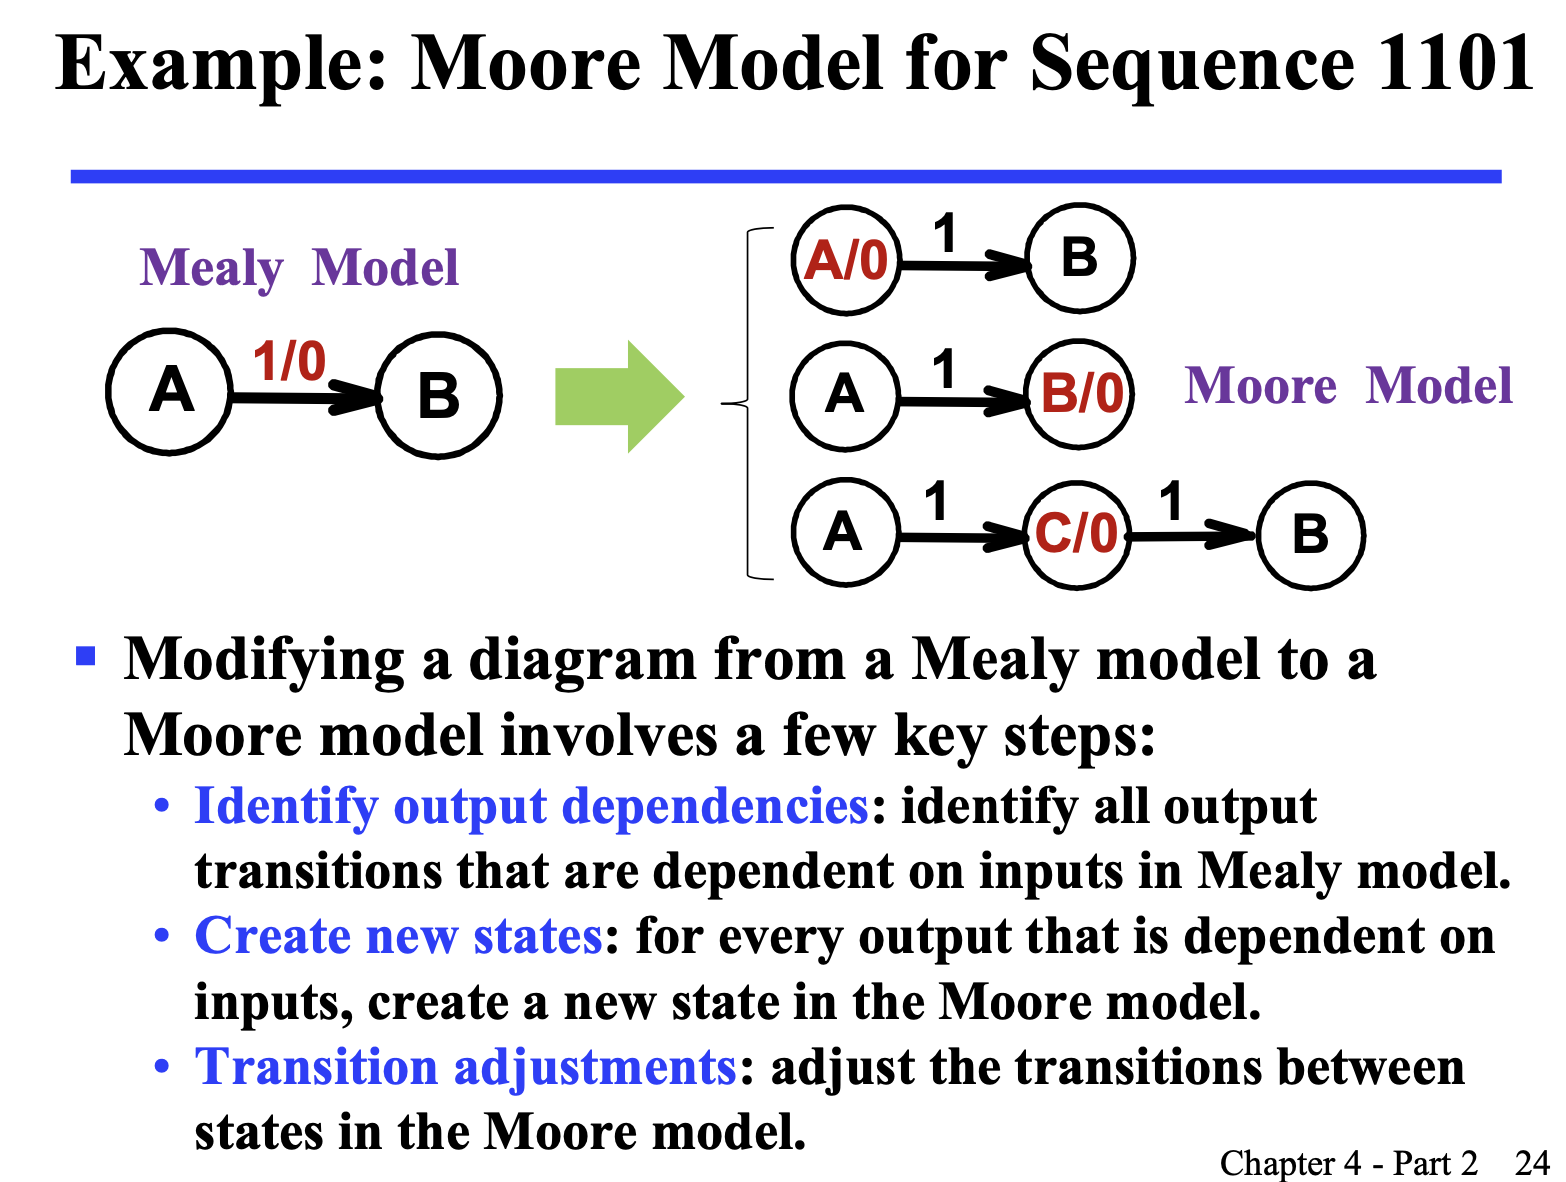 Example: Moore Model for Sequence 1101
Mealy Model
A 1/0 B
A/0 1 B
A 1 B/0
Moore Model
A 1 C/0 1 B
Modifying a diagram from a Mealy model to a
Moore model involves a few key steps:
• Identify output dependencies: identify all output
transitions that are dependent on inputs in Mealy model.
• Create new states: for every output that is dependent on
inputs, create a new state in the Moore model.
• Transition adjustments: adjust the transitions between
states in the Moore model.
Chapter 4 - Part 2 24